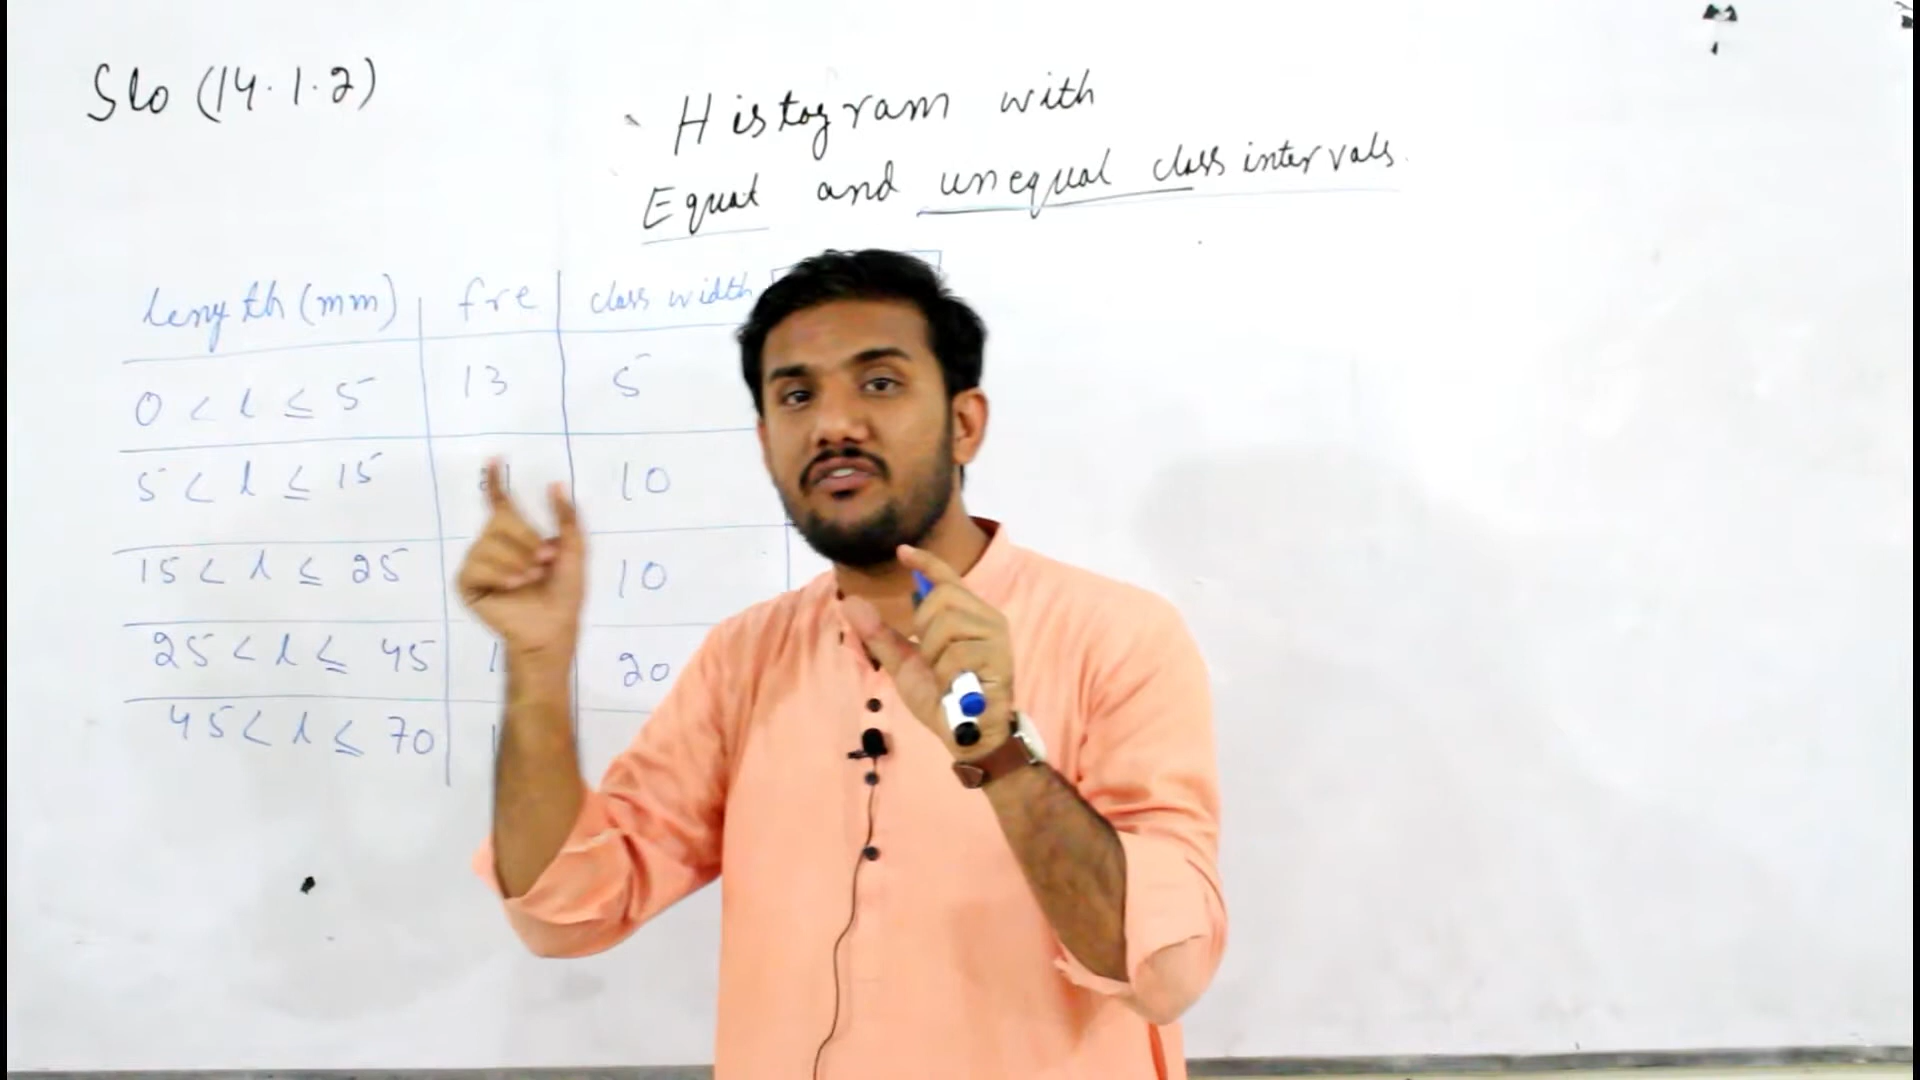 Slo (14.1.2)
Histogram with
Equal and unequal class intervals.
length (mm) fre class width
0 < l ≤ 5 13 5
5 < l ≤ 15 10
15 < l ≤ 25 10
25 < l ≤ 45 20
45 < l ≤ 70